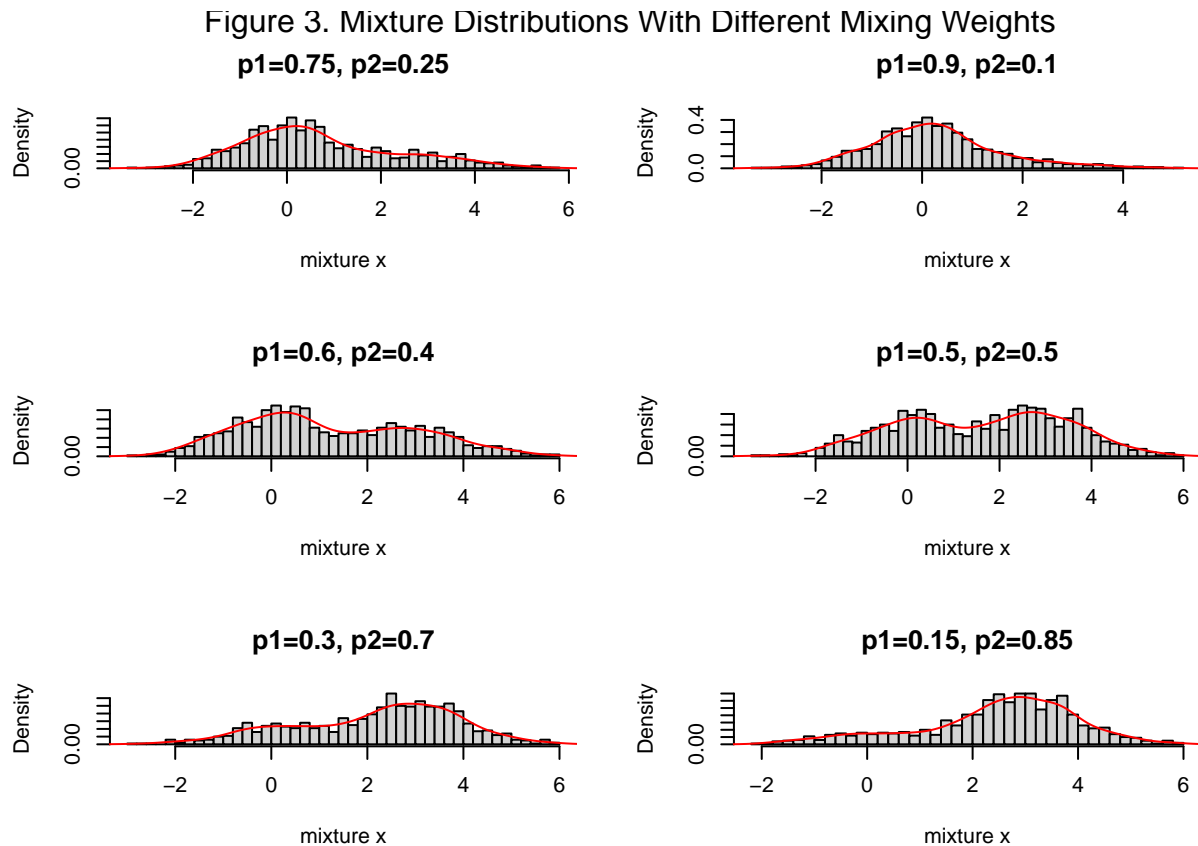 Figure 3. Mixture Distributions With Different Mixing Weights
p1=0.75, p2=0.25
Density
0.00
−2 0 2 4 6
mixture x
p1=0.9, p2=0.1
Density
0.0 0.4
−2 0 2 4
mixture x
p1=0.6, p2=0.4
Density
0.00
−2 0 2 4 6
mixture x
p1=0.5, p2=0.5
Density
0.00
−2 0 2 4 6
mixture x
p1=0.3, p2=0.7
Density
0.00
−2 0 2 4 6
mixture x
p1=0.15, p2=0.85
Density
0.00
−2 0 2 4 6
mixture x